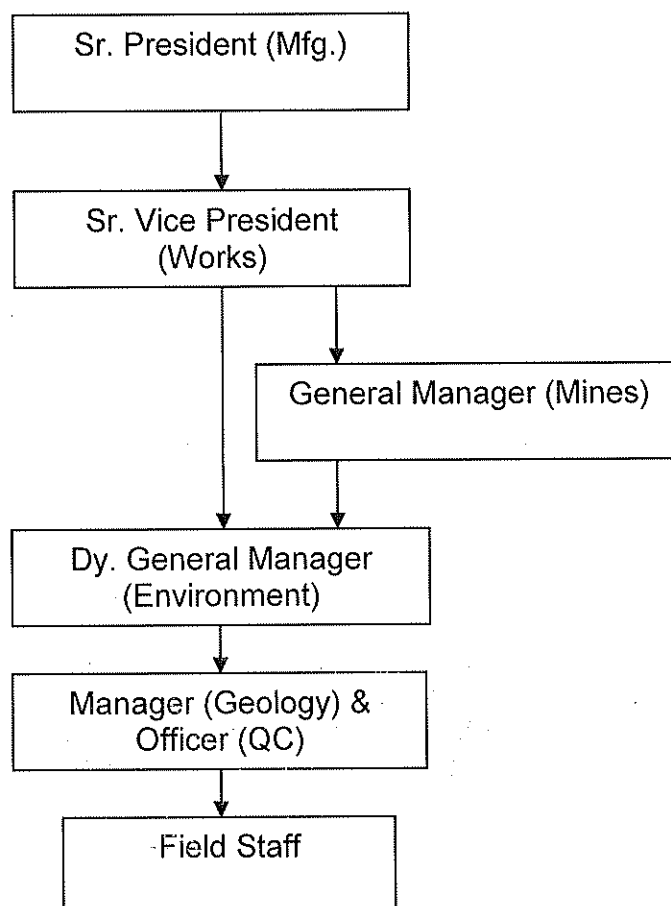 Sr. President (Mfg.)
Sr. Vice President
(Works)
General Manager (Mines)
Dy. General Manager
(Environment)
Manager (Geology) &
Officer (QC)
Field Staff